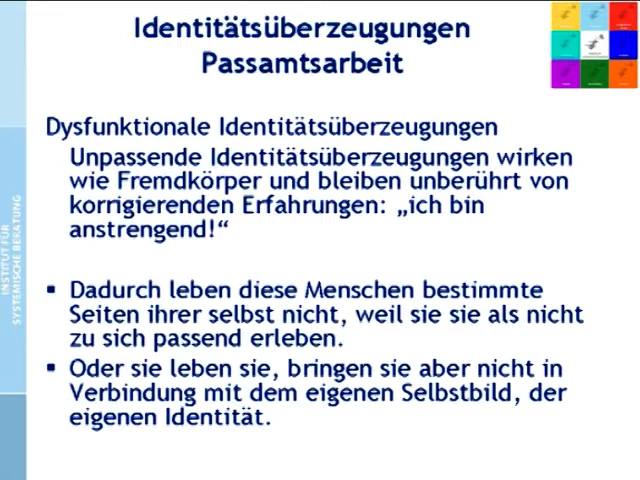 Identitätsüberzeugungen
Passamtsarbeit
Dysfunktionale Identitätsüberzeugungen
Unpassende Identitätsüberzeugungen wirken
wie Fremdkörper und bleiben unberührt von
korrigierenden Erfahrungen: „ich bin
anstrengend!“
▪ Dadurch leben diese Menschen bestimmte
Seiten ihrer selbst nicht, weil sie sie als nicht
zu sich passend erleben.
▪ Oder sie leben sie, bringen sie aber nicht in
Verbindung mit dem eigenen Selbstbild, der
eigenen Identität.
INSTITUT FÜR
SYSTEMISCHE BERATUNG